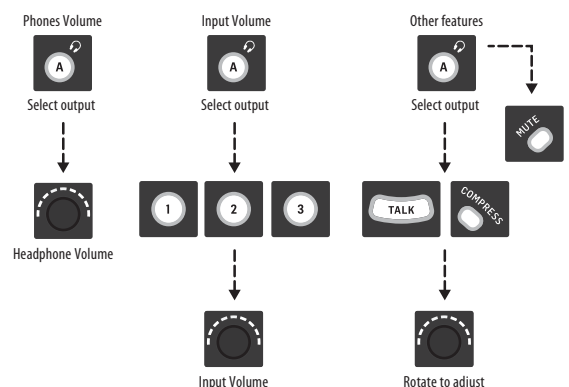 Phones Volume
A
Select output
Headphone Volume
Input Volume
A
Select output
1
2
3
Input Volume
Other features
A
Select output
MUTE
TALK
COMPRESS
Rotate to adjust